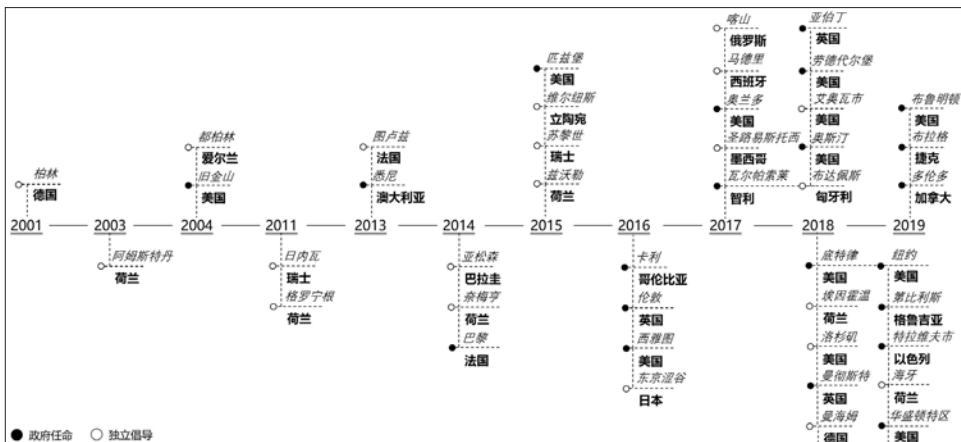 喀山
俄罗斯
马德里
西班牙
奥兰多
美国
圣路易斯托西
墨西哥
瓦尔帕索莱
智利
亚伯丁
英国
劳德代尔堡
美国
艾奥瓦市
美国
奥斯汀
美国
布达佩斯
匈牙利
匹兹堡
美国
维尔纽斯
立陶宛
苏黎世
瑞士
兹沃勒
荷兰
布鲁明顿
美国
布拉格
捷克
多伦多
加拿大
都柏林
爱尔兰
旧金山
美国
图卢兹
法国
悉尼
澳大利亚
柏林
德国
2001
2003
2004
2011
2013
2014
2015
2016
2017
2018
2019
阿姆斯特丹
荷兰
日内瓦
瑞士
格罗宁根
荷兰
亚松森
巴拉圭
奈梅亨
荷兰
巴黎
法国
卡利
哥伦比亚
伦敦
英国
西雅图
美国
东京涩谷
日本
底特律
美国
埃因霍温
荷兰
洛杉矶
美国
曼彻斯特
英国
曼海姆
德国
纽约
美国
第比利斯
格鲁吉亚
特拉维夫市
以色列
海牙
荷兰
华盛顿特区
美国
政府任命
独立倡导